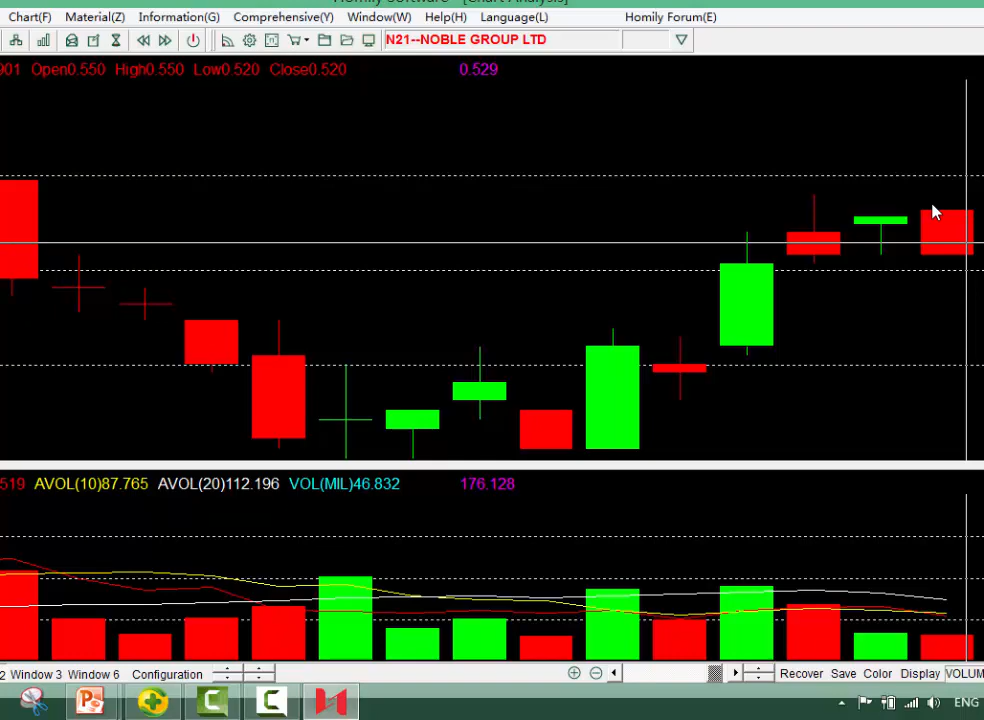 Homily Software - [Chart Analysis]
Chart(F) Material(Z) Information(G) Comprehensive(Y) Window(W) Help(H) Language(L) Homily Forum(E)
N21--NOBLE GROUP LTD
901 Open0.550 High0.550 Low0.520 Close0.520 0.529
519 AVOL(10)87.765 AVOL(20)112.196 VOL(MIL)46.832 176.128
2 Window 3 Window 6 Configuration Recover Save Color Display VOLUM
ENG